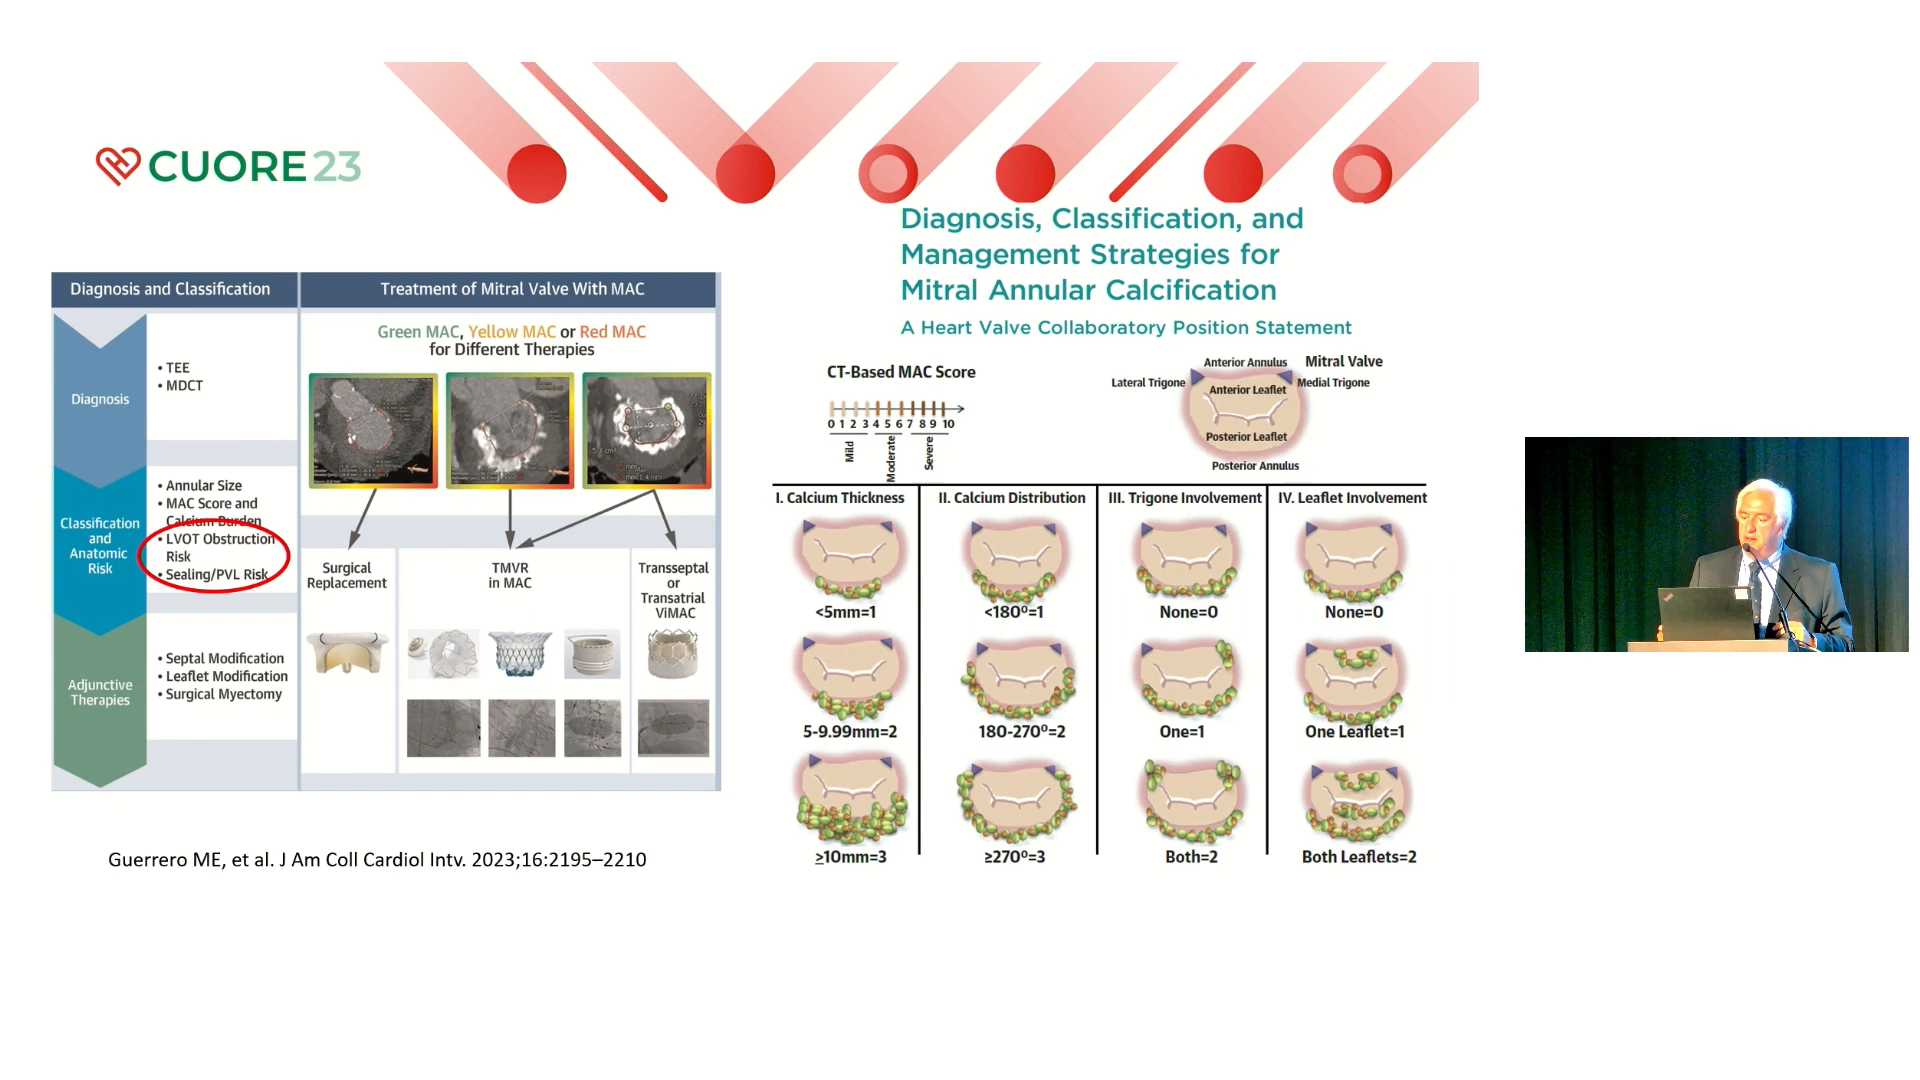 CUORE 23
Diagnosis, Classification, and
Management Strategies for
Mitral Annular Calcification
A Heart Valve Collaboratory Position Statement
Diagnosis and Classification
Treatment of Mitral Valve With MAC
Diagnosis
• TEE
• MDCT
Classification
and
Anatomic
Risk
• Annular Size
• MAC Score and
Calcium Burden
• LVOT Obstruction
Risk
• Sealing/PVL Risk
Adjunctive
Therapies
• Septal Modification
• Leaflet Modification
• Surgical Myectomy
Green MAC, Yellow MAC or Red MAC
for Different Therapies
Surgical
Replacement
TMVR
in MAC
Transseptal
or
Transatrial
ViMAC
Guerrero ME, et al. J Am Coll Cardiol Intv. 2023;16:2195–2210
CT-Based MAC Score
0 1 2 3 4 5 6 7 8 9 10
Mild
Moderate
Severe
Mitral Valve
Anterior Annulus
Lateral Trigone
Medial Trigone
Anterior Leaflet
Posterior Leaflet
Posterior Annulus
I. Calcium Thickness
<5mm=1
5-9.99mm=2
≥10mm=3
II. Calcium Distribution
<180º=1
180-270º=2
≥270º=3
III. Trigone Involvement
None=0
One=1
Both=2
IV. Leaflet Involvement
None=0
One Leaflet=1
Both Leaflets=2